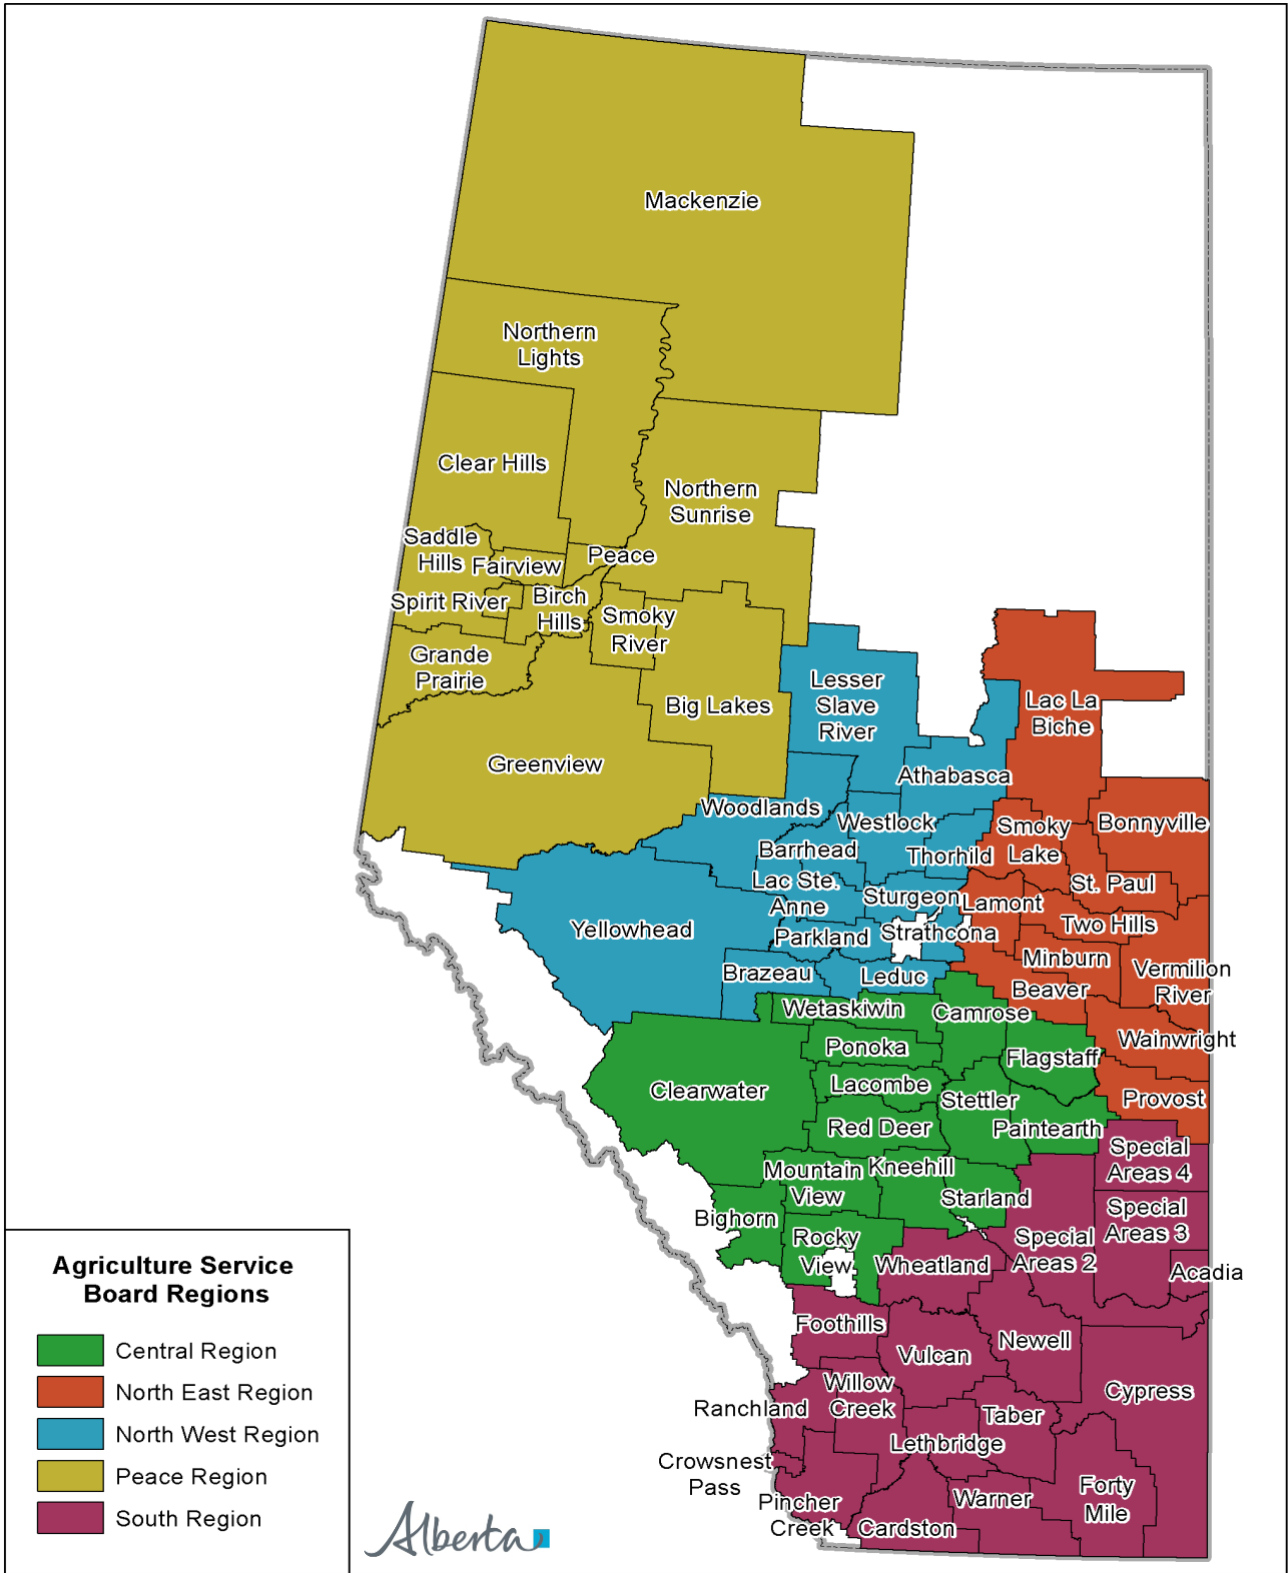 Mackenzie
Northern
Lights
Clear Hills
Northern
Sunrise
Saddle
Hills
Fairview
Peace
Spirit River
Birch
Hills
Smoky
River
Grande
Prairie
Big Lakes
Greenview
Lesser
Slave
River
Lac La
Biche
Athabasca
Woodlands
Westlock
Smoky
Lake
Bonnyville
Barrhead
Thorhild
Lac Ste.
Anne
Sturgeon
Lamont
St. Paul
Two Hills
Yellowhead
Parkland
Strathcona
Minburn
Vermilion
River
Brazeau
Leduc
Beaver
Wetaskiwin
Camrose
Wainwright
Ponoka
Flagstaff
Clearwater
Lacombe
Stettler
Provost
Red Deer
Paintearth
Special
Areas 4
Mountain
View
Kneehill
Starland
Special
Areas 3
Bighorn
Rocky
View
Wheatland
Special
Areas 2
Acadia
Foothills
Vulcan
Newell
Cypress
Willow
Creek
Ranchland
Taber
Lethbridge
Crowsnest
Pass
Pincher
Creek
Cardston
Warner
Forty
Mile
Agriculture Service
Board Regions
Central Region
North East Region
North West Region
Peace Region
South Region
Alberta